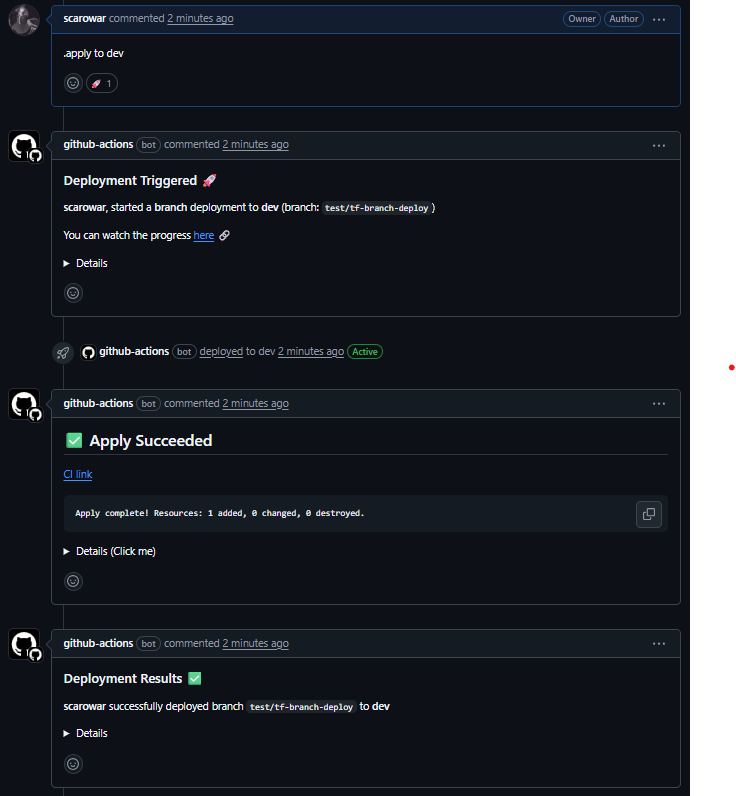 scarowar commented 2 minutes ago Owner Author
.apply to dev
🚀 1
github-actions bot commented 2 minutes ago
Deployment Triggered 🚀
scarowar, started a branch deployment to dev (branch: test/tf-branch-deploy )
You can watch the progress here 🔗
Details
github-actions bot deployed to dev 2 minutes ago Active
github-actions bot commented 2 minutes ago
✅ Apply Succeeded
CI link
Apply complete! Resources: 1 added, 0 changed, 0 destroyed.
Details (Click me)
github-actions bot commented 2 minutes ago
Deployment Results ✅
scarowar successfully deployed branch test/tf-branch-deploy to dev
Details